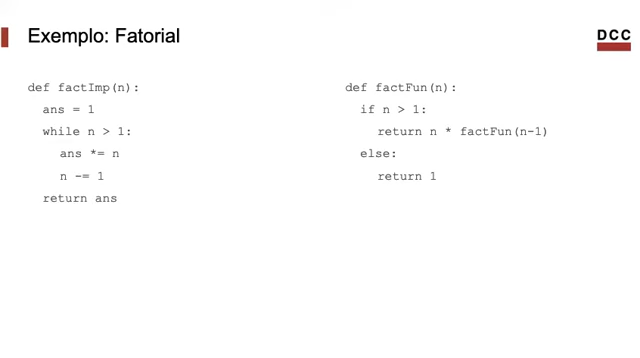 Exemplo: Fatorial
DCC
def factImp(n):
ans = 1
while n > 1:
ans *= n
n -= 1
return ans
def factFun(n):
if n > 1:
return n * factFun(n-1)
else:
return 1